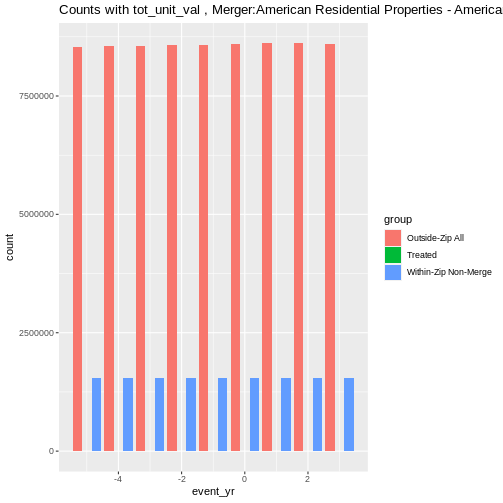 Counts with tot_unit_val , Merger:American Residential Properties - America
7500000
5000000
2500000
0
count
-4
-2
0
2
event_yr
group
Outside-Zip All
Treated
Within-Zip Non-Merge